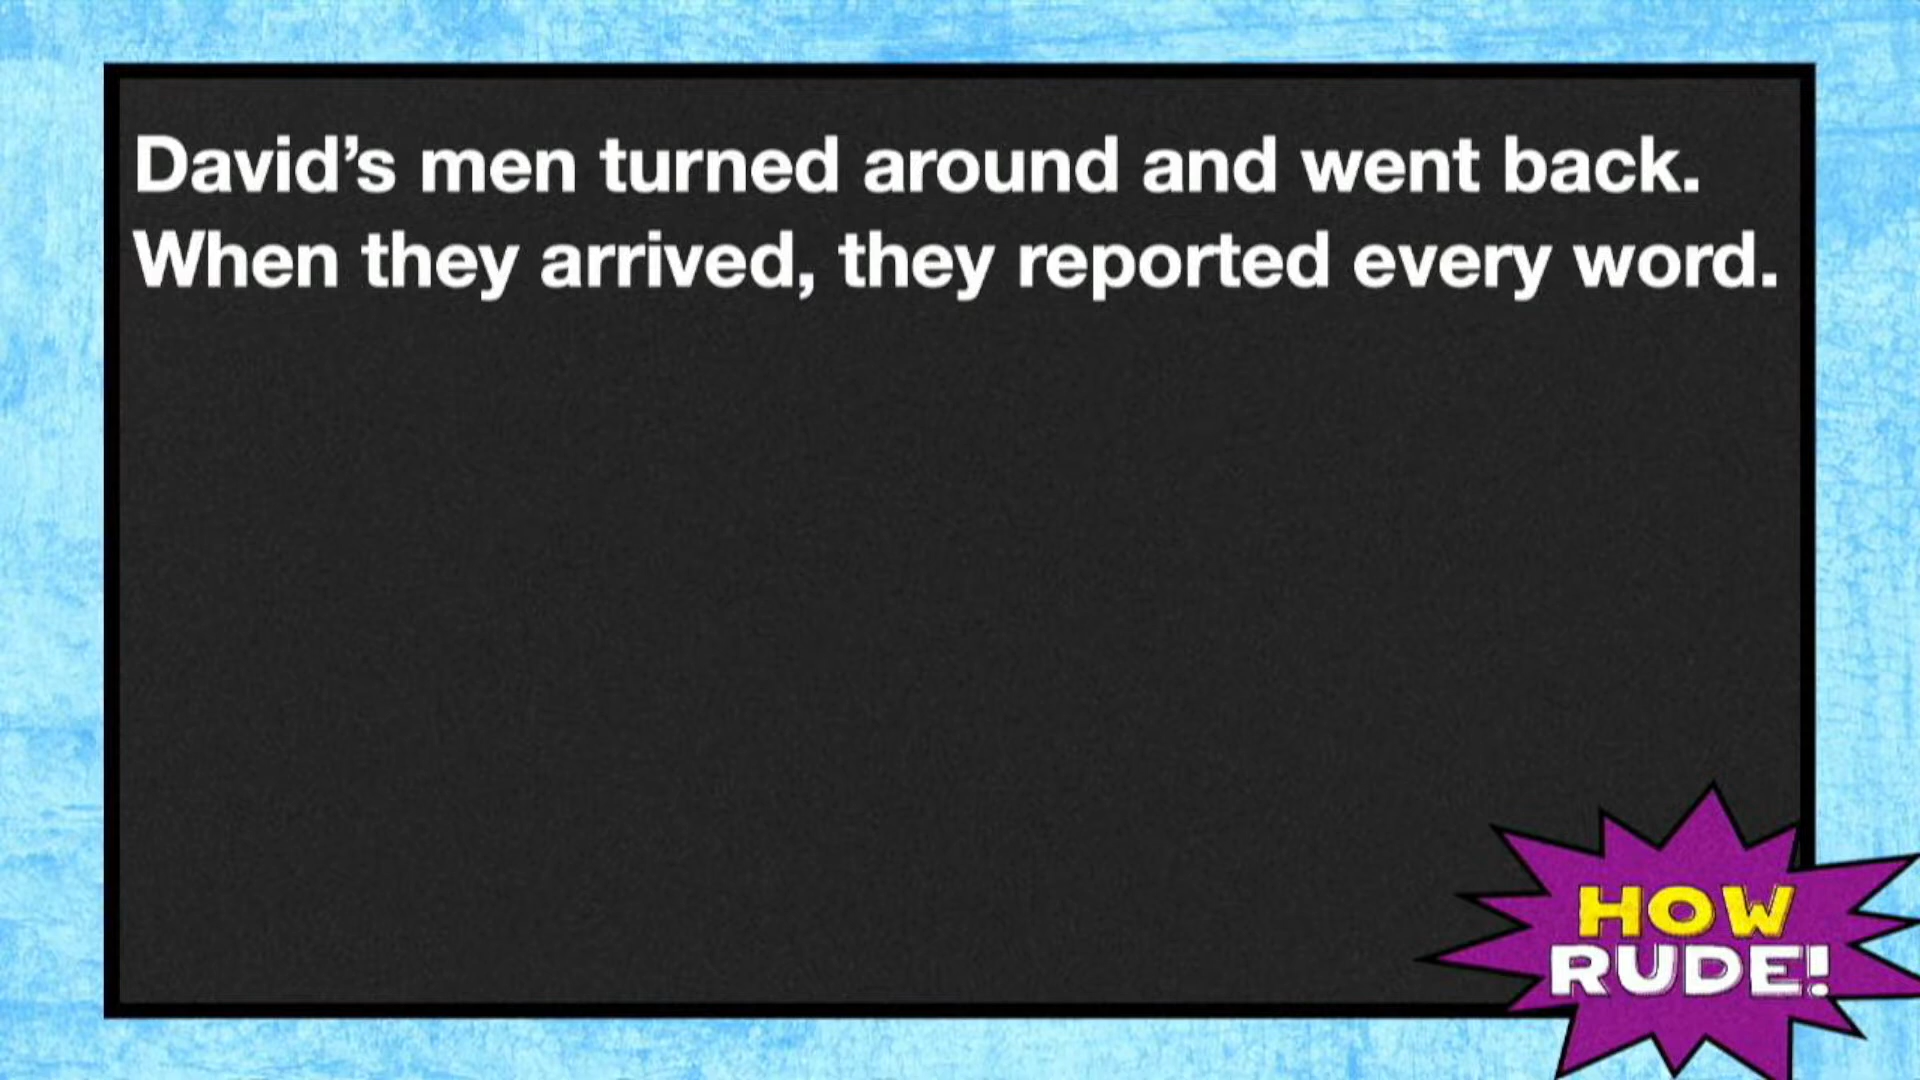 David’s men turned around and went back.
When they arrived, they reported every word.
HOW
RUDE!